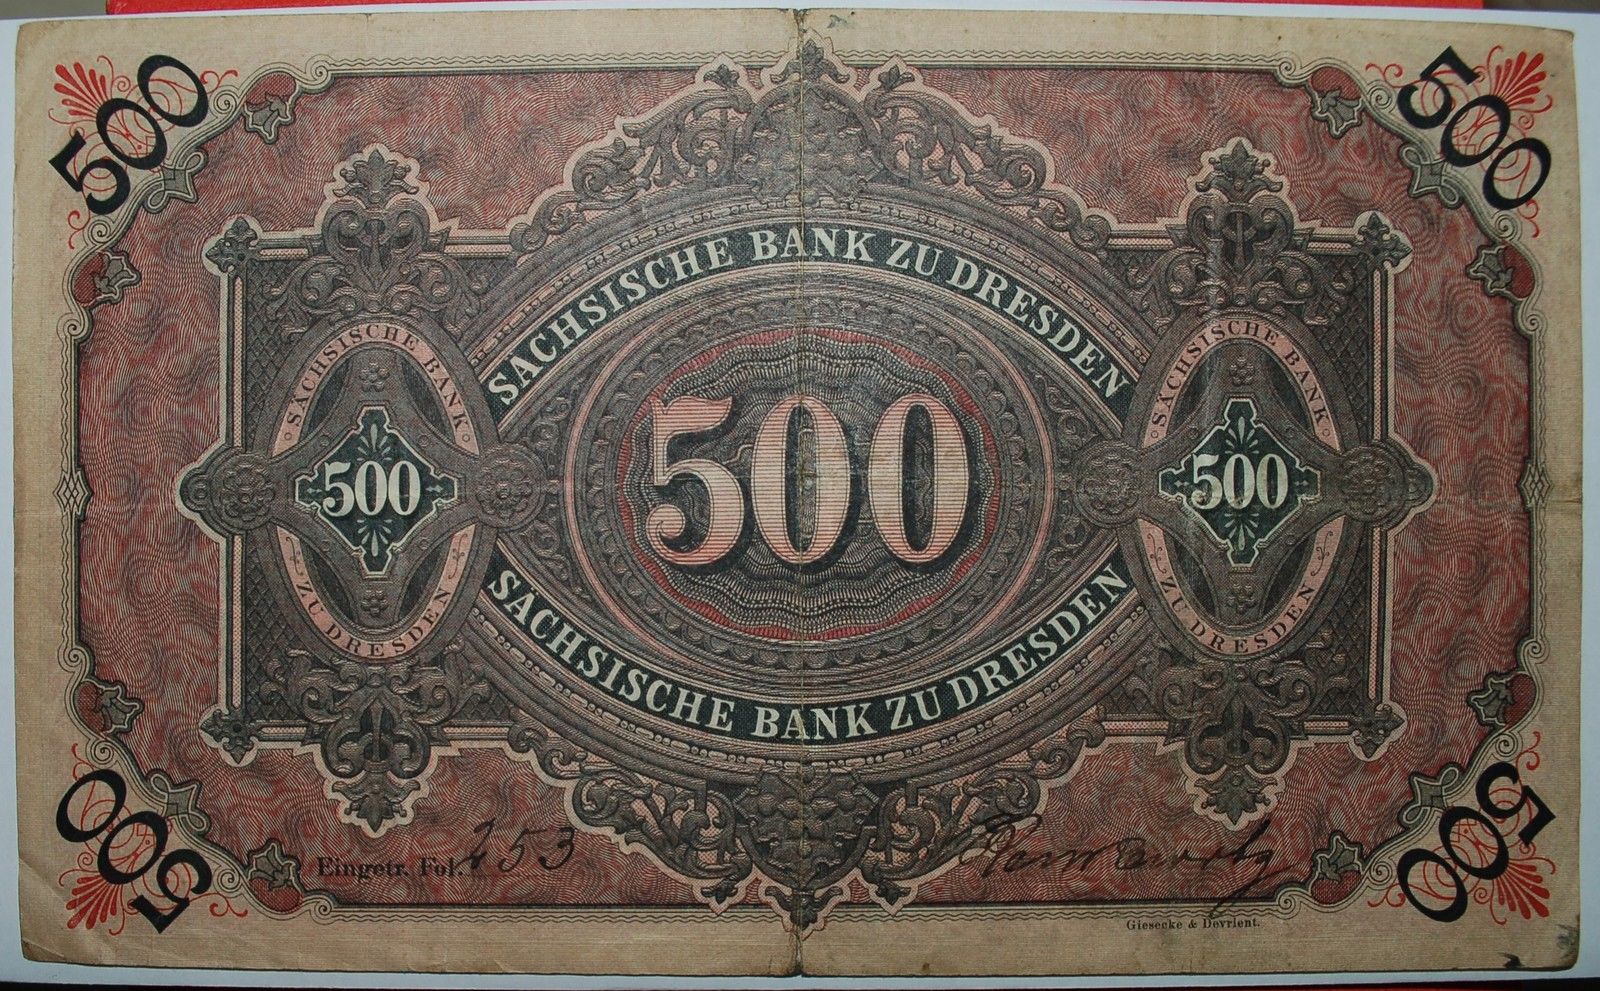 500
500
SÄCHSISCHE BANK ZU DRESDEN
SÄCHSISCHE BANK
500
ZU DRESDEN
500
SÄCHSISCHE BANK
500
ZU DRESDEN
SÄCHSISCHE BANK ZU DRESDEN
Eingetr. Fol. 253
Giesecke & Devrient.
500
500